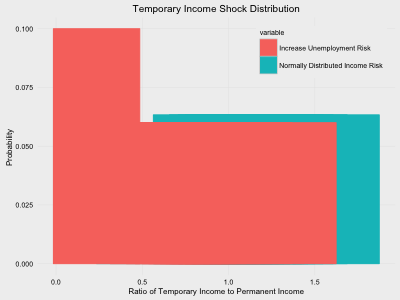 Temporary Income Shock Distribution
variable
Increase Unemployment Risk
Normally Distributed Income Risk
0.100
0.075
0.050
0.025
0.000
Probability
0.0 0.5 1.0 1.5
Ratio of Temporary Income to Permanent Income